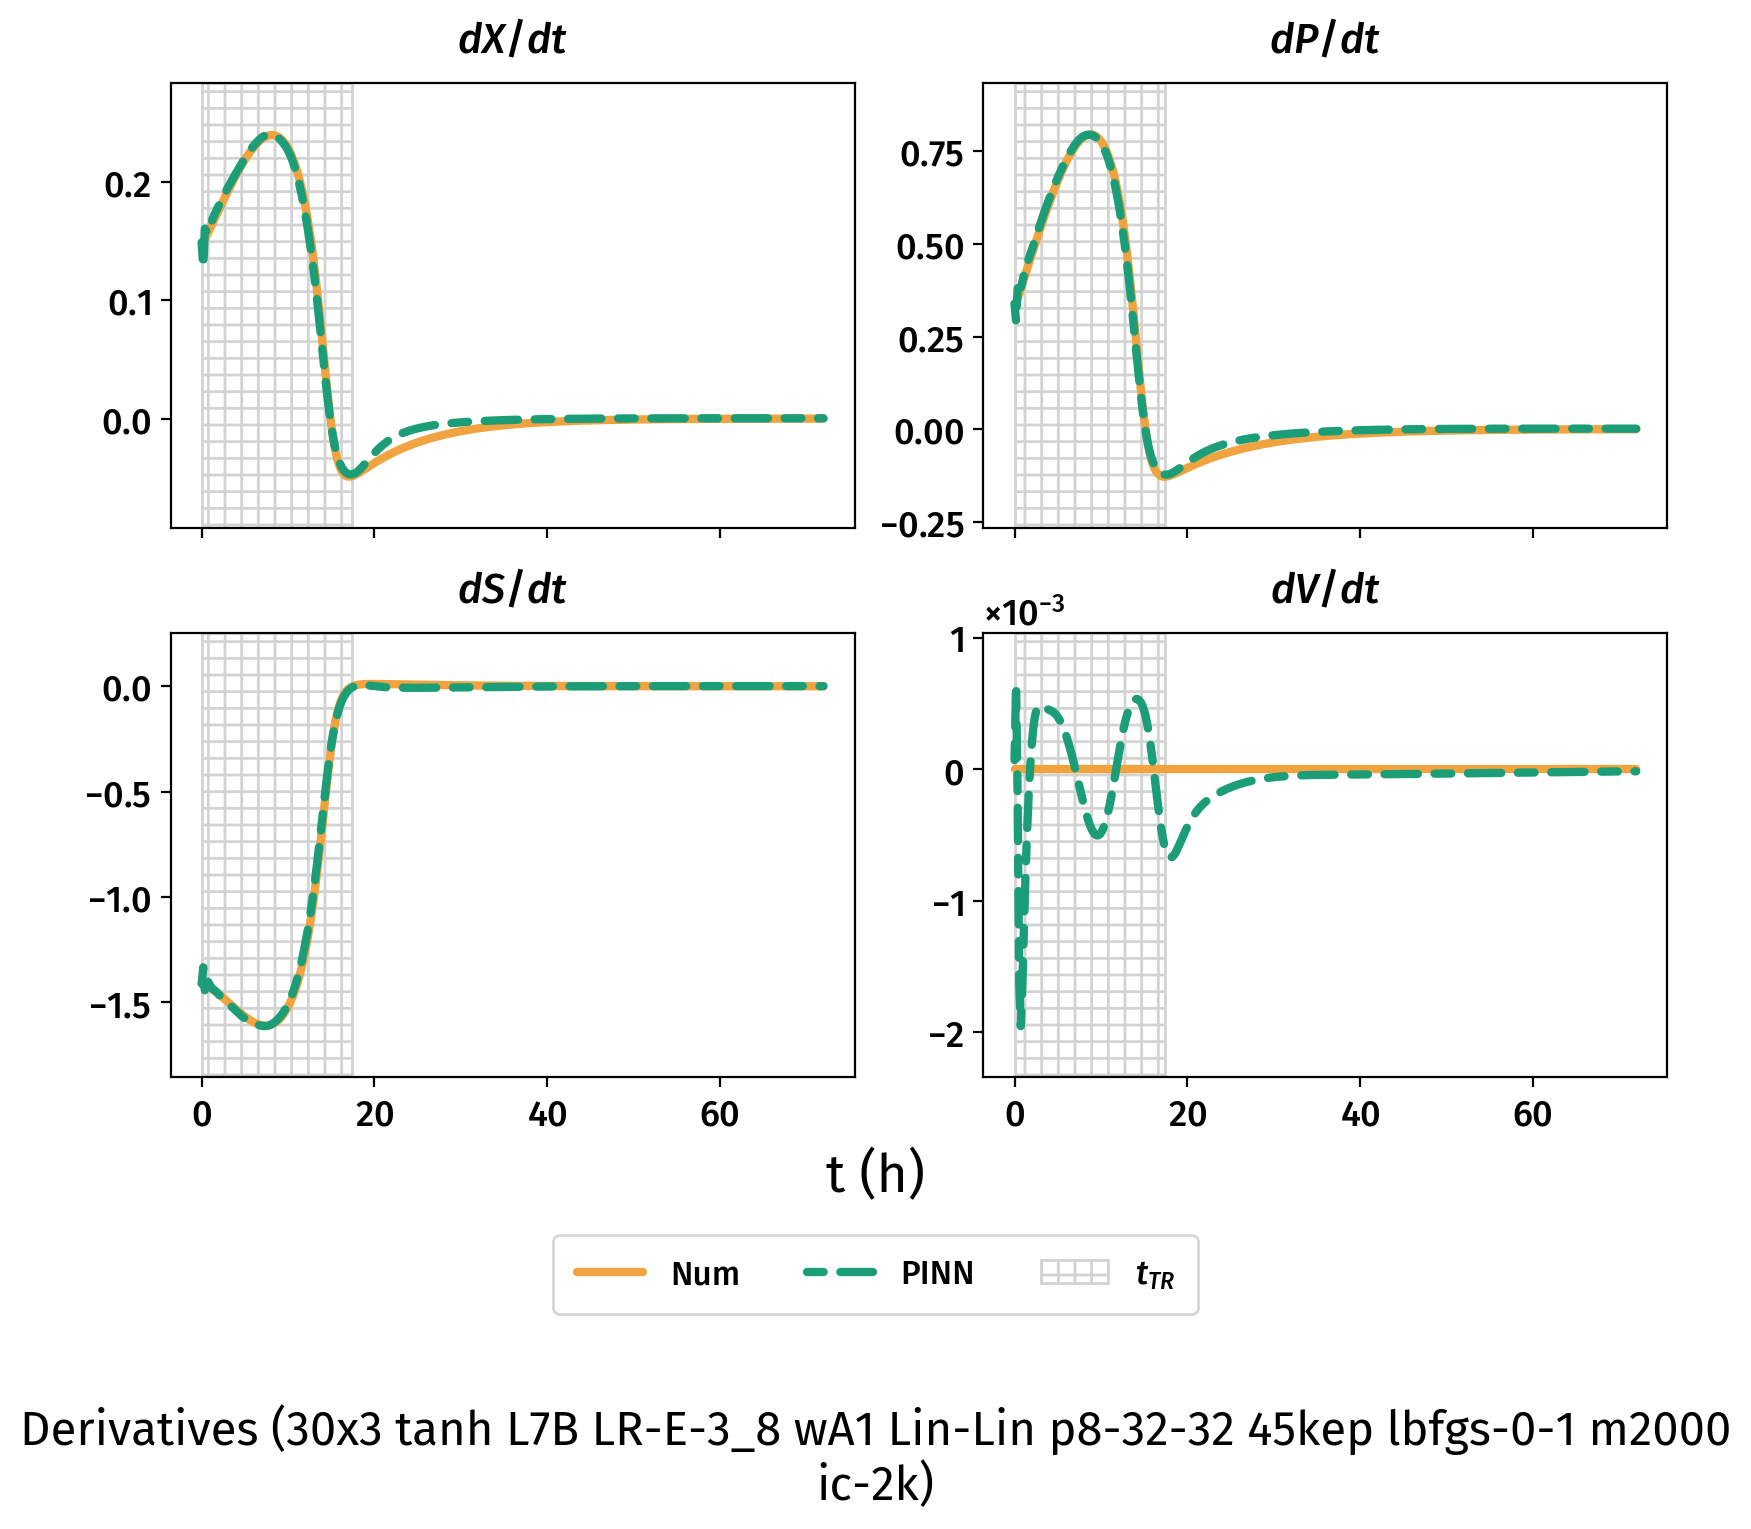 dX/dt
dP/dt
0.2
0.1
0.0
0.75
0.50
0.25
0.00
−0.25
dS/dt
dV/dt
×10⁻³
0.0
−0.5
−1.0
−1.5
1
0
−1
−2
0 20 40 60
0 20 40 60
t (h)
Num PINN t_TR
Derivatives (30x3 tanh L7B LR-E-3_8 wA1 Lin-Lin p8-32-32 45kep lbfgs-0-1 m2000
ic-2k)